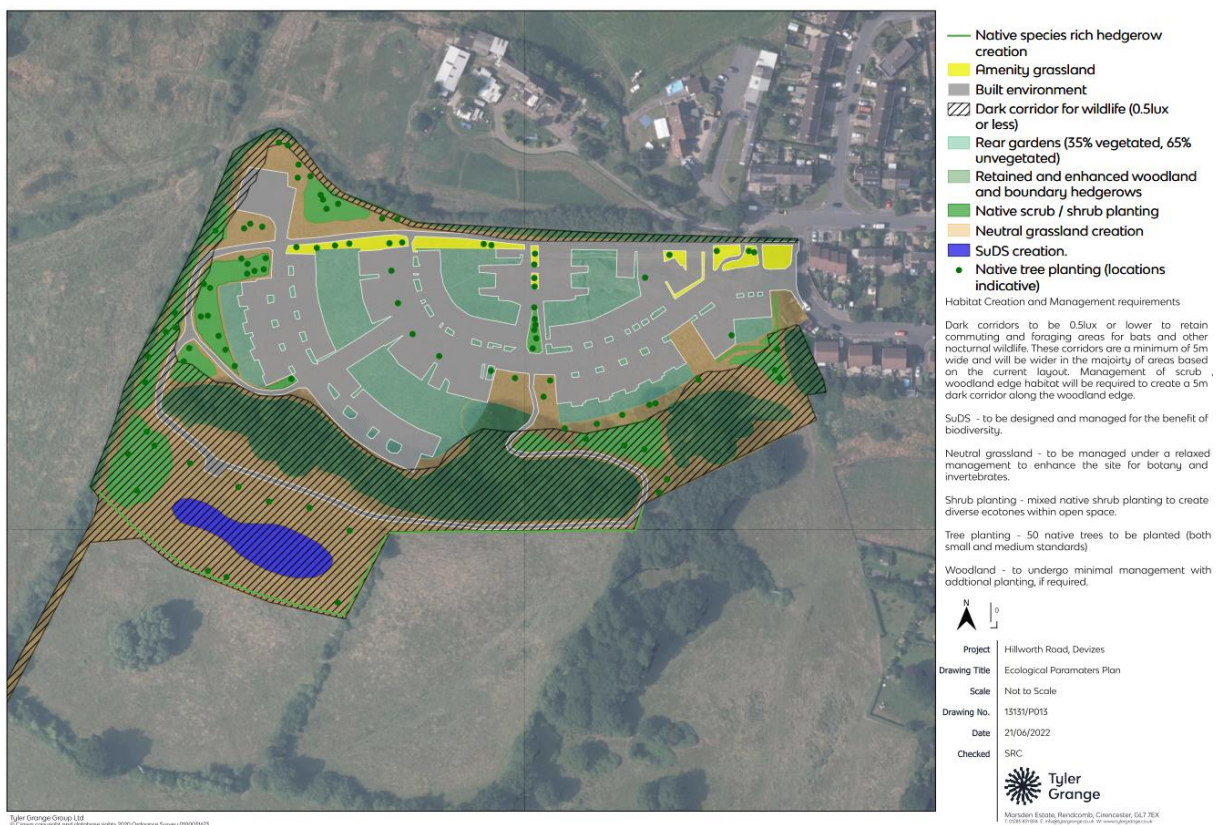 Native species rich hedgerow
creation
Amenity grassland
Built environment
Dark corridor for wildlife (0.5lux
or less)
Rear gardens (35% vegetated, 65%
unvegetated)
Retained and enhanced woodland
and boundary hedgerows
Native scrub / shrub planting
Neutral grassland creation
SuDS creation.
Native tree planting (locations
indicative)
Habitat Creation and Management requirements
Dark corridors to be 0.5lux or lower to retain
commuting and foraging areas for bats and other
nocturnal wildlife. These corridors are a minimum of 5m
wide and will be wider in the majority of areas based
on the current layout. Management of scrub ,
woodland edge habitat will be required to create a 5m
dark corridor along the woodland edge.
SuDS - to be designed and managed for the benefit of
biodiversity.
Neutral grassland - to be managed under a relaxed
management to enhance the site for botany and
invertebrates.
Shrub planting - mixed native shrub planting to create
diverse ecotones within open space.
Tree planting - 50 native trees to be planted (both
small and medium standards)
Woodland - to undergo minimal management with
addtional planting, if required.
N
0
Project Hillworth Road, Devizes
Drawing Title Ecological Paramaters Plan
Scale Not to Scale
Drawing No. 13131/P013
Date 21/06/2022
Checked SRC
Tyler
Grange
Marsden Estate, Rendcomb, Cirencester, GL7 7EX
Tyler Grange Group Ltd